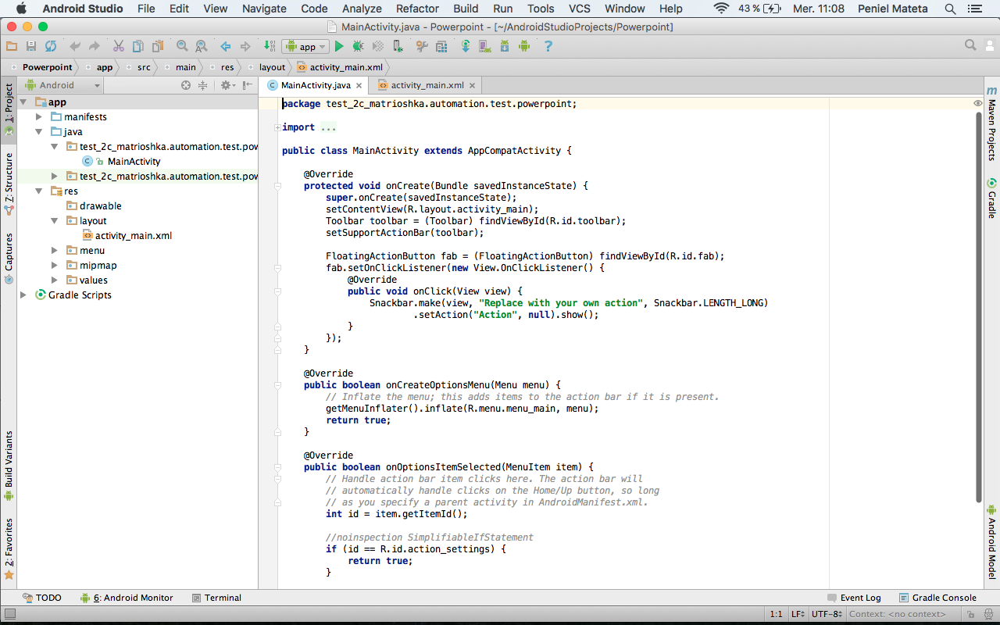 Android Studio File Edit View Navigate Code Analyze Refactor Build Run Tools VCS Window Help 43 % Mer. 11:08 Peniel Mateta
MainActivity.java - Powerpoint - [~/AndroidStudioProjects/Powerpoint]
app
Powerpoint app src main res layout activity_main.xml
Android
MainActivity.java activity_main.xml
1: Project
Z: Structure
Captures
Build Variants
2: Favorites
app
manifests
java
test_2c_matrioshka.automation.test.pow
MainActivity
test_2c_matrioshka.automation.test.pow
res
drawable
layout
activity_main.xml
menu
mipmap
values
Gradle Scripts
package test_2c_matrioshka.automation.test.powerpoint;
import ...
public class MainActivity extends AppCompatActivity {
@Override
protected void onCreate(Bundle savedInstanceState) {
super.onCreate(savedInstanceState);
setContentView(R.layout.activity_main);
Toolbar toolbar = (Toolbar) findViewById(R.id.toolbar);
setSupportActionBar(toolbar);
FloatingActionButton fab = (FloatingActionButton) findViewById(R.id.fab);
fab.setOnClickListener(new View.OnClickListener() {
@Override
public void onClick(View view) {
Snackbar.make(view, "Replace with your own action", Snackbar.LENGTH_LONG)
.setAction("Action", null).show();
}
});
}
@Override
public boolean onCreateOptionsMenu(Menu menu) {
// Inflate the menu; this adds items to the action bar if it is present.
getMenuInflater().inflate(R.menu.menu_main, menu);
return true;
}
@Override
public boolean onOptionsItemSelected(MenuItem item) {
// Handle action bar item clicks here. The action bar will
// automatically handle clicks on the Home/Up button, so long
// as you specify a parent activity in AndroidManifest.xml.
int id = item.getItemId();
//noinspection SimplifiableIfStatement
if (id == R.id.action_settings) {
return true;
}
m Maven Projects
Gradle
Android Model
TODO 6: Android Monitor Terminal Event Log Gradle Console
1:1 LF UTF-8 Context: <no context>